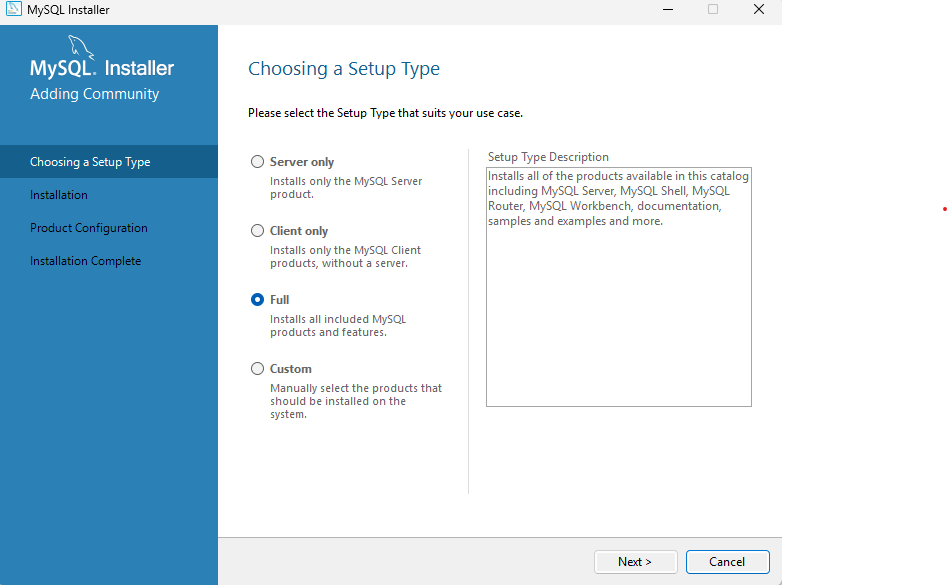 MySQL Installer
MySQL. Installer
Adding Community
Choosing a Setup Type
Installation
Product Configuration
Installation Complete
Choosing a Setup Type
Please select the Setup Type that suits your use case.
Server only
Installs only the MySQL Server
product.
Client only
Installs only the MySQL Client
products, without a server.
Full
Installs all included MySQL
products and features.
Custom
Manually select the products that
should be installed on the
system.
Setup Type Description
Installs all of the products available in this catalog
including MySQL Server, MySQL Shell, MySQL
Router, MySQL Workbench, documentation,
samples and examples and more.
Next >
Cancel